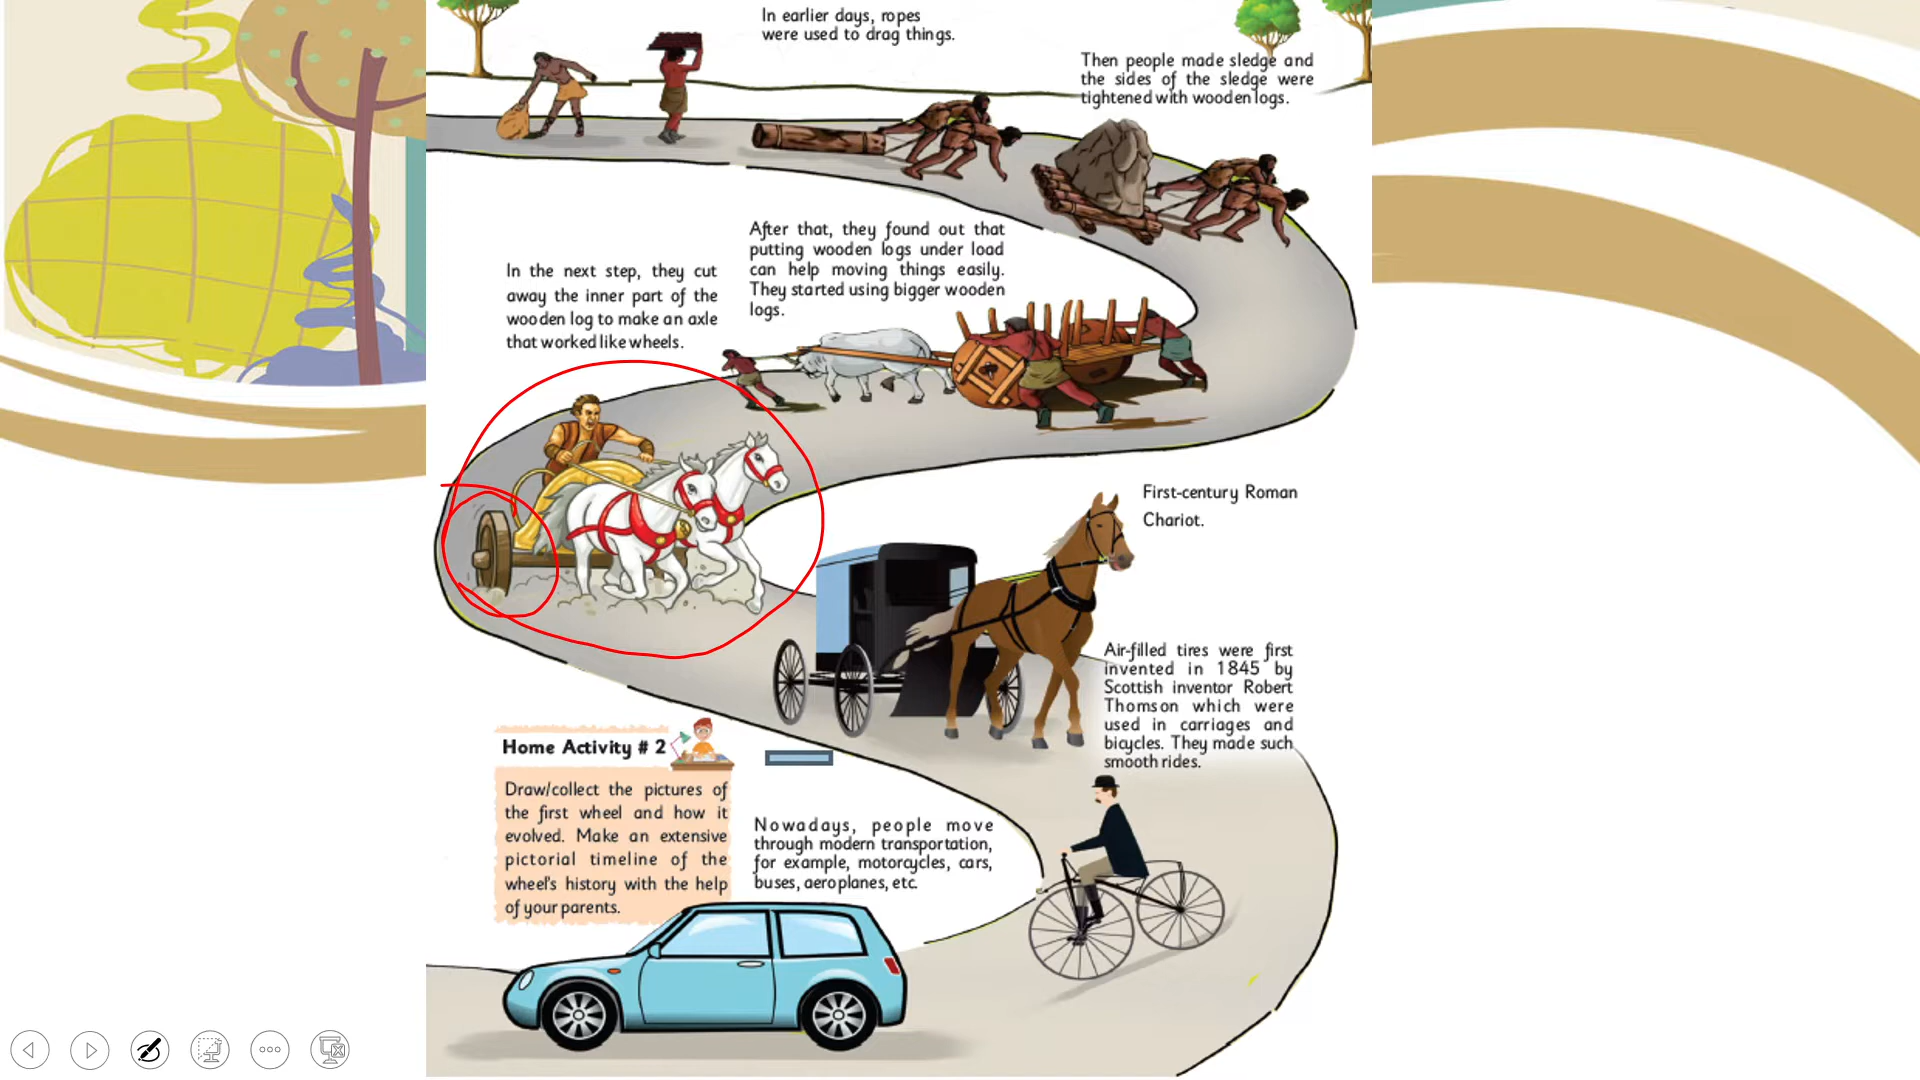 In earlier days, ropes
were used to drag things.
Then people made sledge and
the sides of the sledge were
tightened with wooden logs.
After that, they found out that
putting wooden logs under load
can help moving things easily.
They started using bigger wooden
logs.
In the next step, they cut
away the inner part of the
wooden log to make an axle
that worked like wheels.
First-century Roman
Chariot.
Air-filled tires were first
invented in 1845 by
Scottish inventor Robert
Thomson which were
used in carriages and
bicycles. They made such
smooth rides.
Home Activity # 2
Draw/collect the pictures of
the first wheel and how it
evolved. Make an extensive
pictorial timeline of the
wheel's history with the help
of your parents.
Nowadays, people move
through modern transportation,
for example, motorcycles, cars,
buses, aeroplanes, etc.